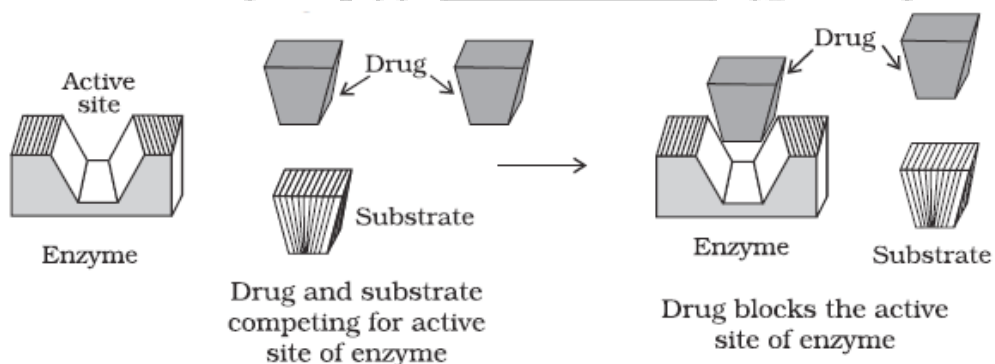 Drug
Drug
Active
site
Substrate
Enzyme
Enzyme
Substrate
Drug and substrate
competing for active
site of enzyme
Drug blocks the active
site of enzyme